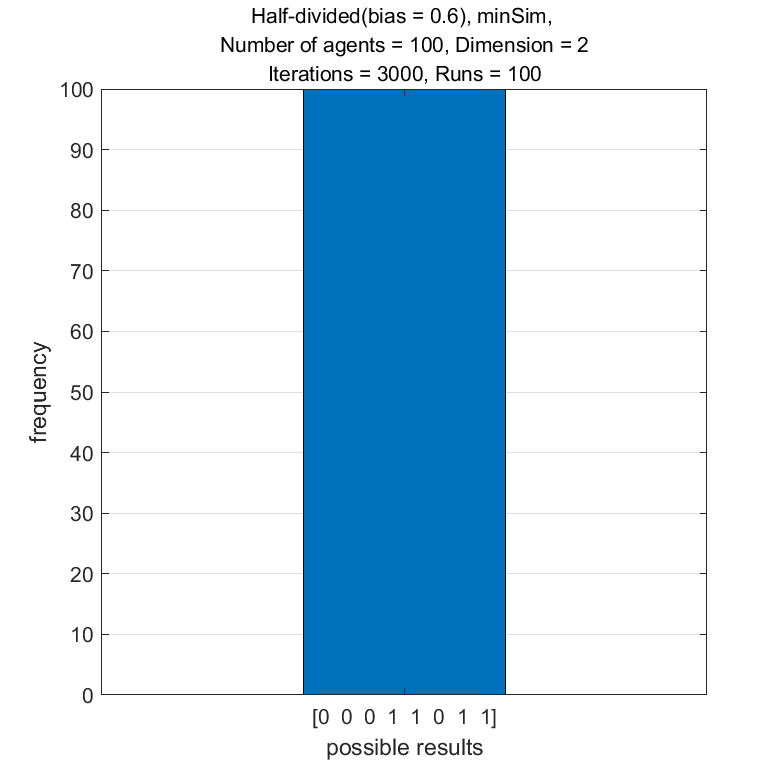 Half-divided(bias = 0.6), minSim,
Number of agents = 100, Dimension = 2
Iterations = 3000, Runs = 100
100
90
80
70
60
50
40
30
20
10
0
frequency
[0 0 0 1 1 0 1 1]
possible results